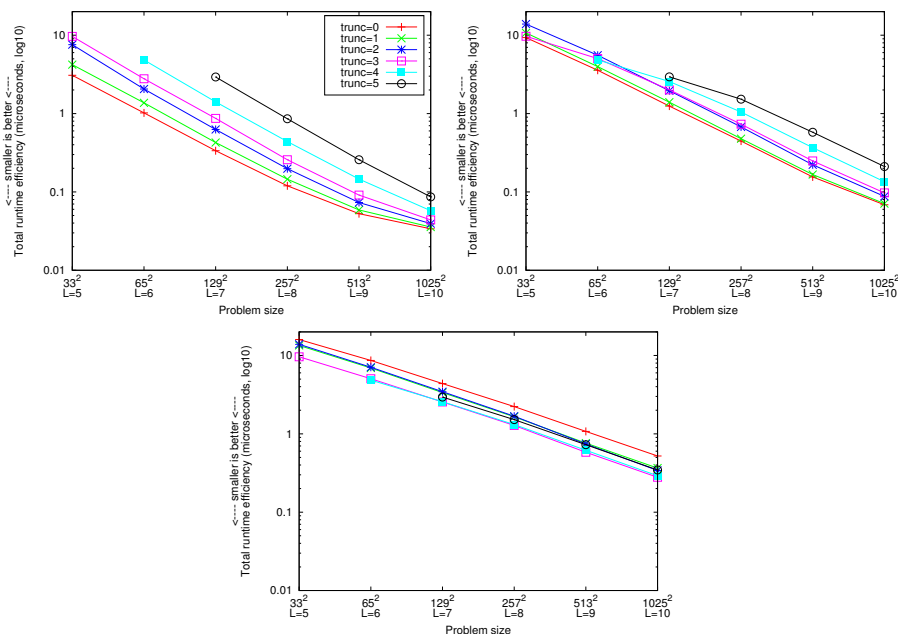 Total runtime efficiency (microseconds, log10)
<---- smaller is better <----
10
1
0.1
0.01
33²
L=5
65²
L=6
129²
L=7
257²
L=8
513²
L=9
1025²
L=10
Problem size
trunc=0
trunc=1
trunc=2
trunc=3
trunc=4
trunc=5
Total runtime efficiency (microseconds, log10)
<---- smaller is better <----
10
1
0.1
0.01
33²
L=5
65²
L=6
129²
L=7
257²
L=8
513²
L=9
1025²
L=10
Problem size
Total runtime efficiency (microseconds, log10)
<---- smaller is better <----
10
1
0.1
0.01
33²
L=5
65²
L=6
129²
L=7
257²
L=8
513²
L=9
1025²
L=10
Problem size